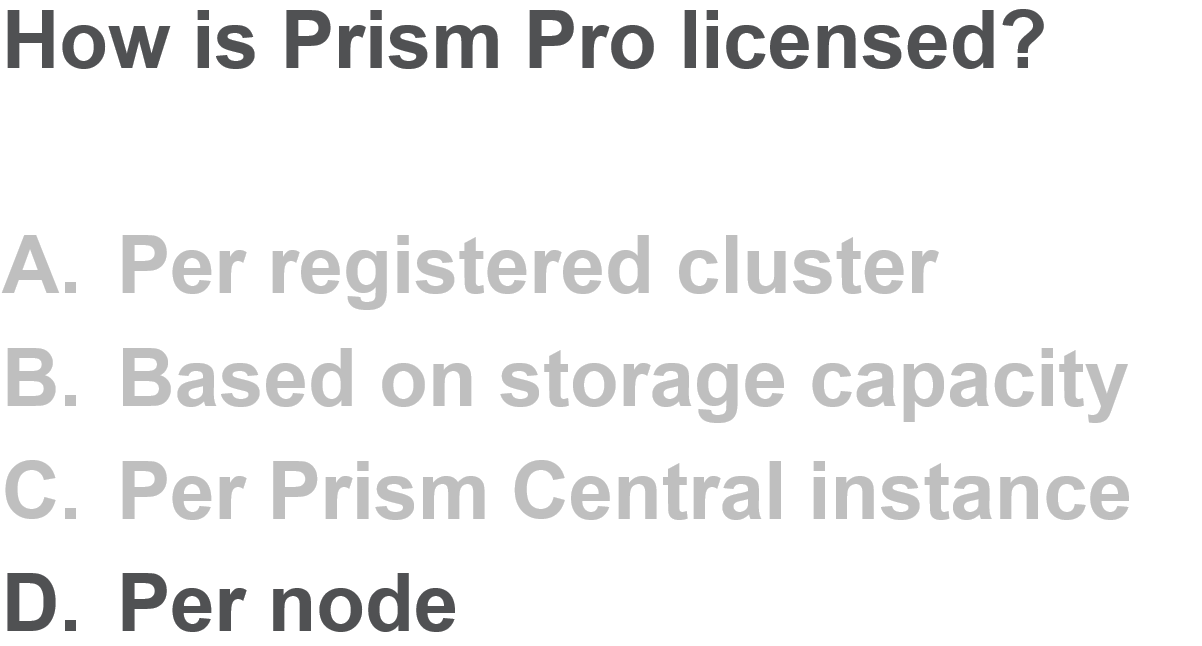 How is Prism Pro licensed?
A. Per registered cluster
B. Based on storage capacity
C. Per Prism Central instance
D. Per node